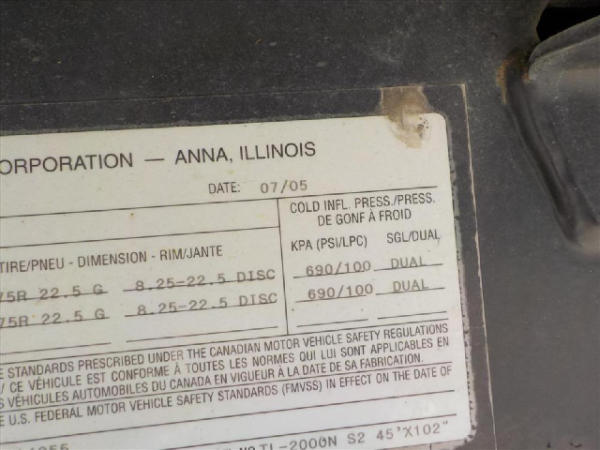 ORPORATION — ANNA, ILLINOIS
DATE: 07/05
COLD INFL. PRESS./PRESS.
DE GONF À FROID
TIRE/PNEU - DIMENSION - RIM/JANTE
KPA (PSI/LPC) SGL/DUAL
75R 22.5 G 8.25-22.5 DISC 690/100 DUAL
75R 22.5 G 8.25-22.5 DISC 690/100 DUAL
E STANDARDS PRESCRIBED UNDER THE CANADIAN MOTOR VEHICLE SAFETY REGULATIONS
/ CE VÉHICULE EST CONFORME À TOUTES LES NORMES QUI LUI SONT APPLICABLES EN
S VÉHICULES AUTOMOBILES DU CANADA EN VIGUEUR A LA DATE DE SA FABRICATION.
E U.S. FEDERAL MOTOR VEHICLE SAFETY STANDARDS (FMVSS) IN EFFECT ON THE DATE OF
TL-2000N S2 45'X102"